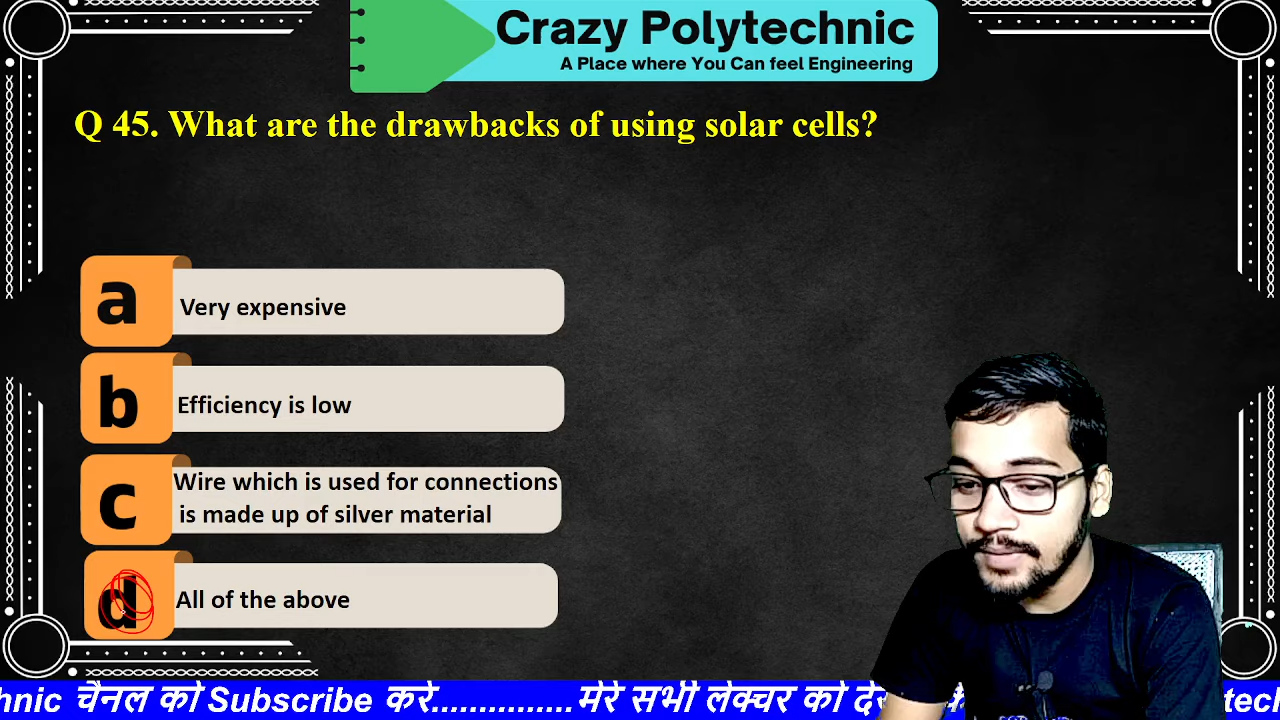 Crazy Polytechnic
A Place where You Can feel Engineering
Q 45. What are the drawbacks of using solar cells?
a Very expensive
b Efficiency is low
c Wire which is used for connections
is made up of silver material
d All of the above
hnic चैनल को Subscribe करे...............मेरे सभी लेक्चर को